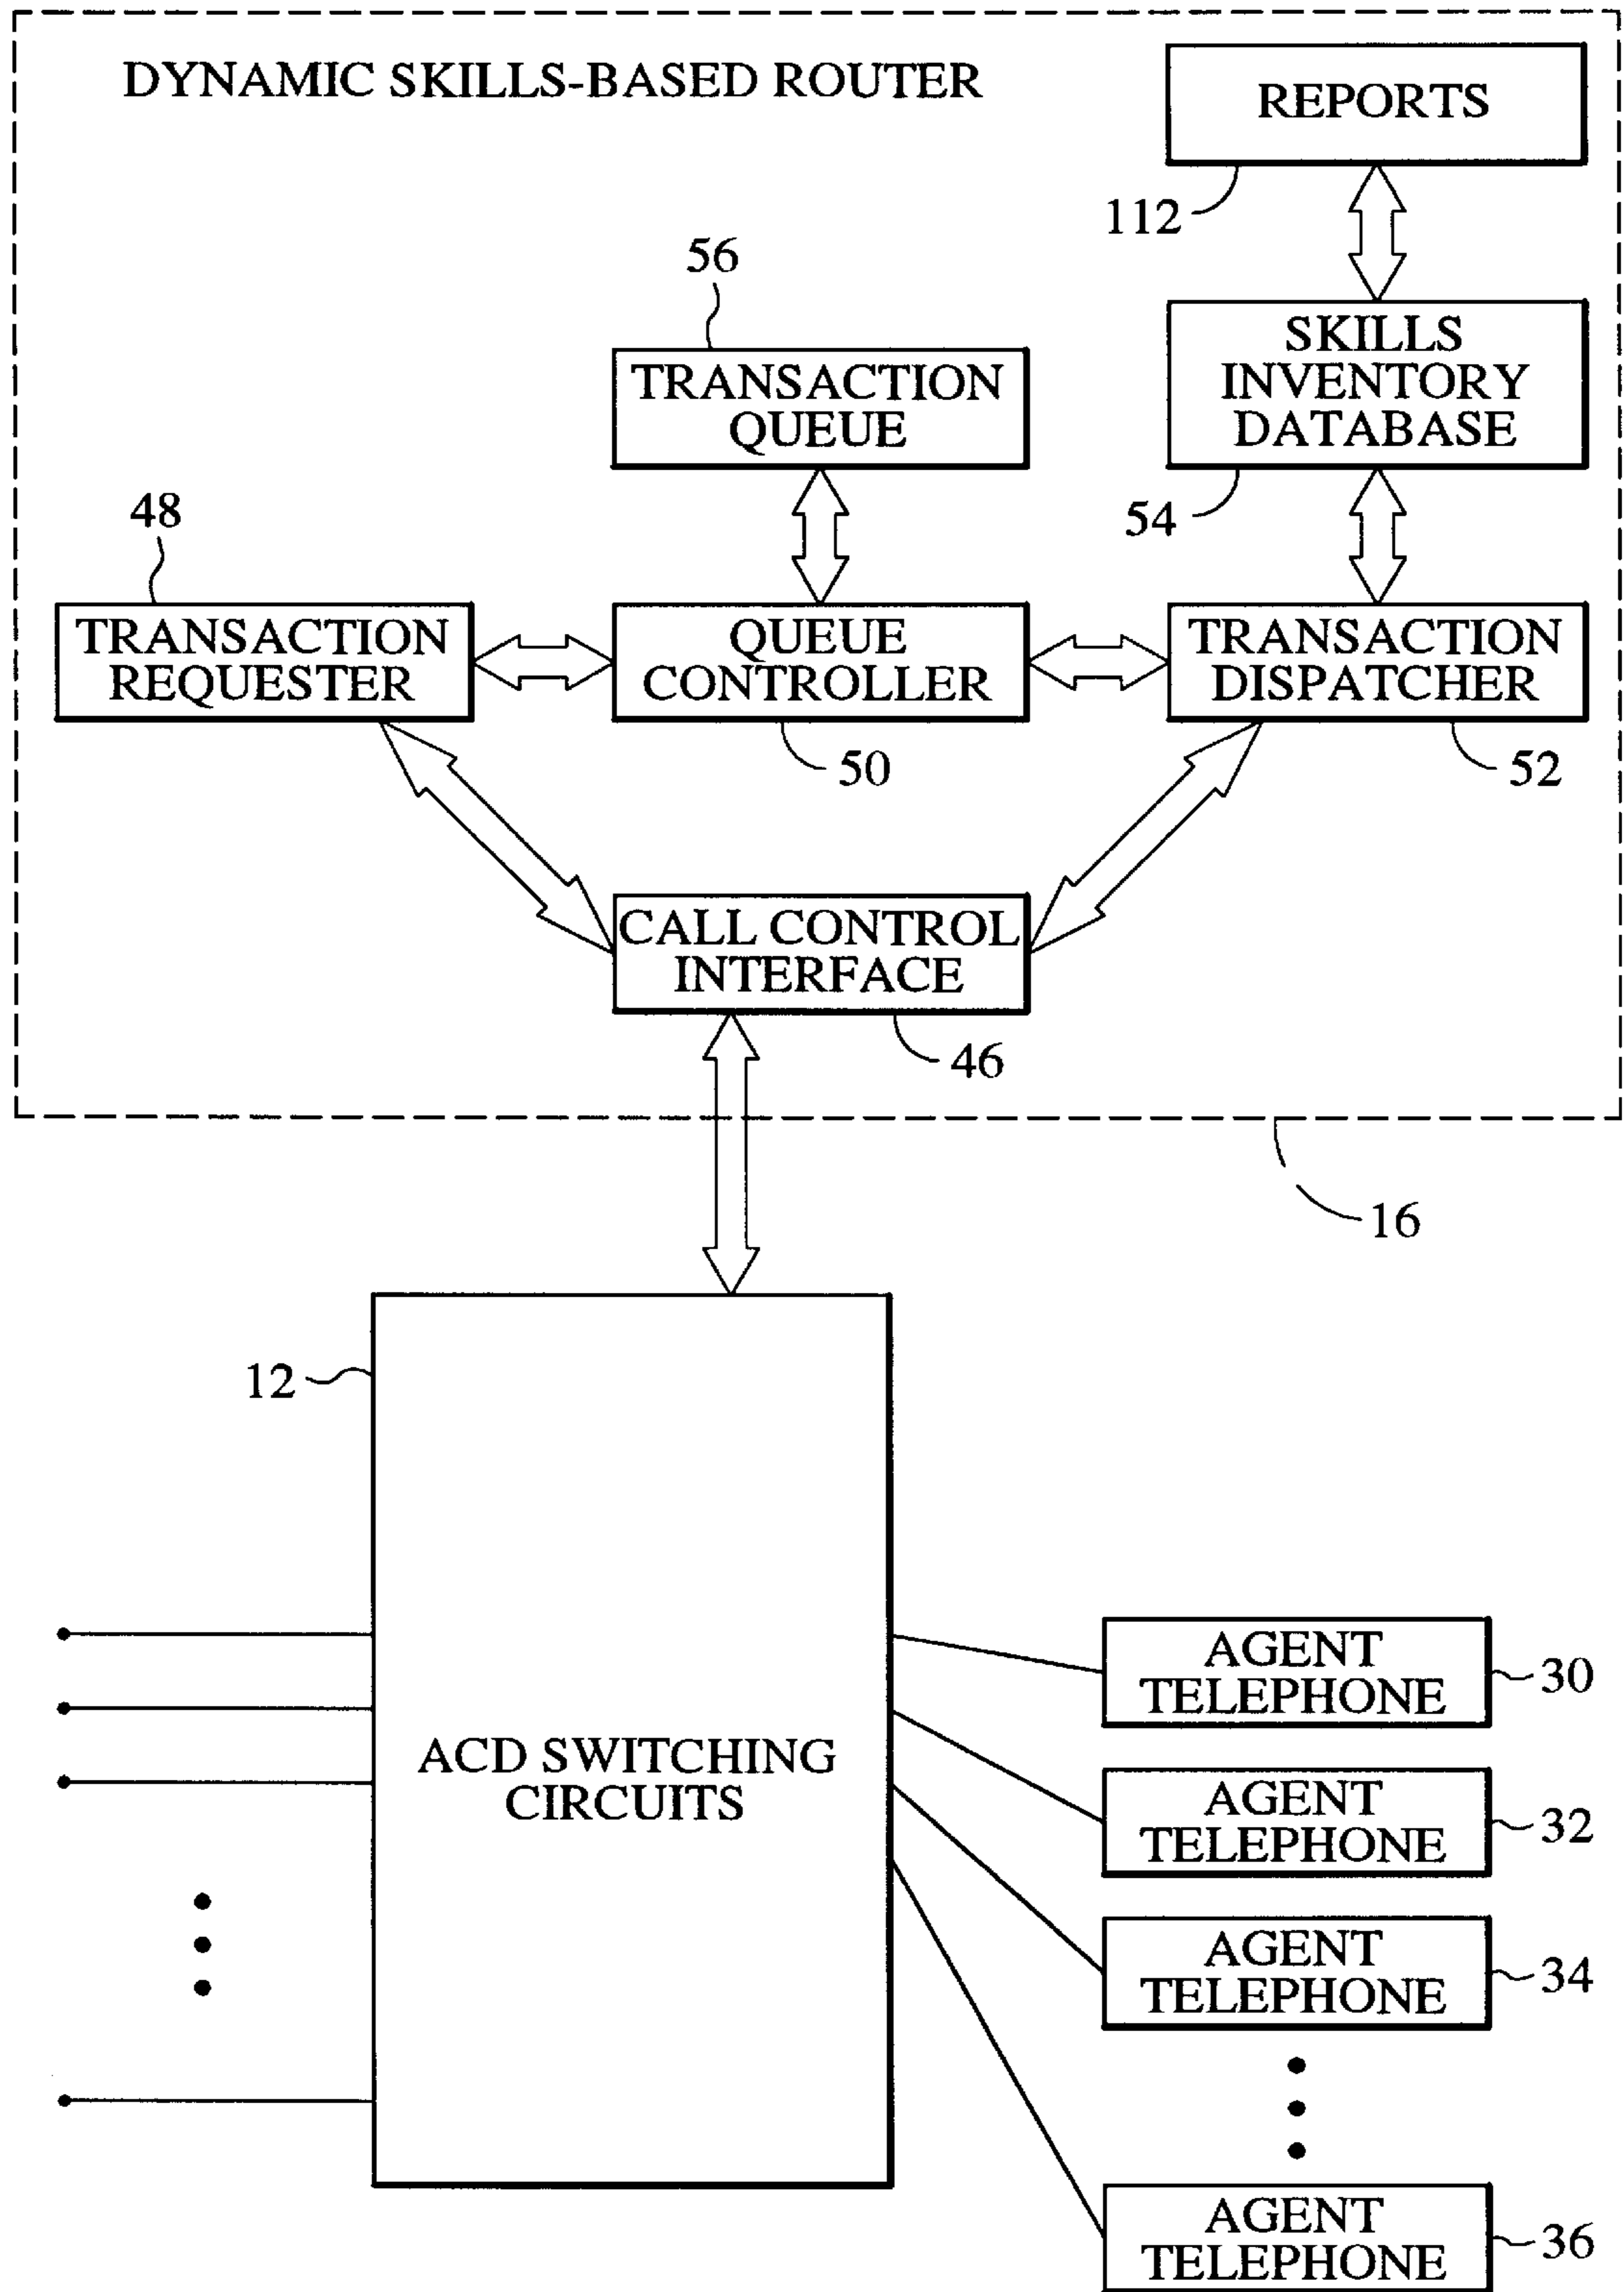 DYNAMIC SKILLS-BASED ROUTER
REPORTS
112
56
TRANSACTION
QUEUE
SKILLS
INVENTORY
DATABASE
54
48
TRANSACTION
REQUESTER
QUEUE
CONTROLLER
50
TRANSACTION
DISPATCHER
52
CALL CONTROL
INTERFACE
46
16
12
ACD SWITCHING
CIRCUITS
AGENT
TELEPHONE
30
AGENT
TELEPHONE
32
AGENT
TELEPHONE
34
AGENT
TELEPHONE
36